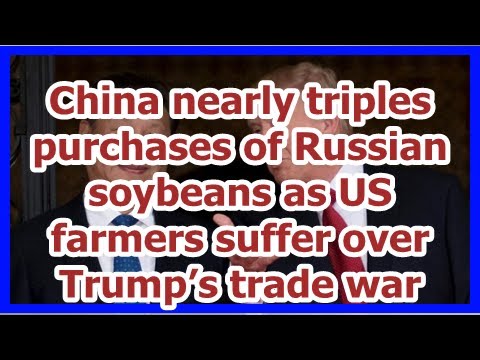 China nearly triples
purchases of Russian
soybeans as US
farmers suffer over
Trump’s trade war